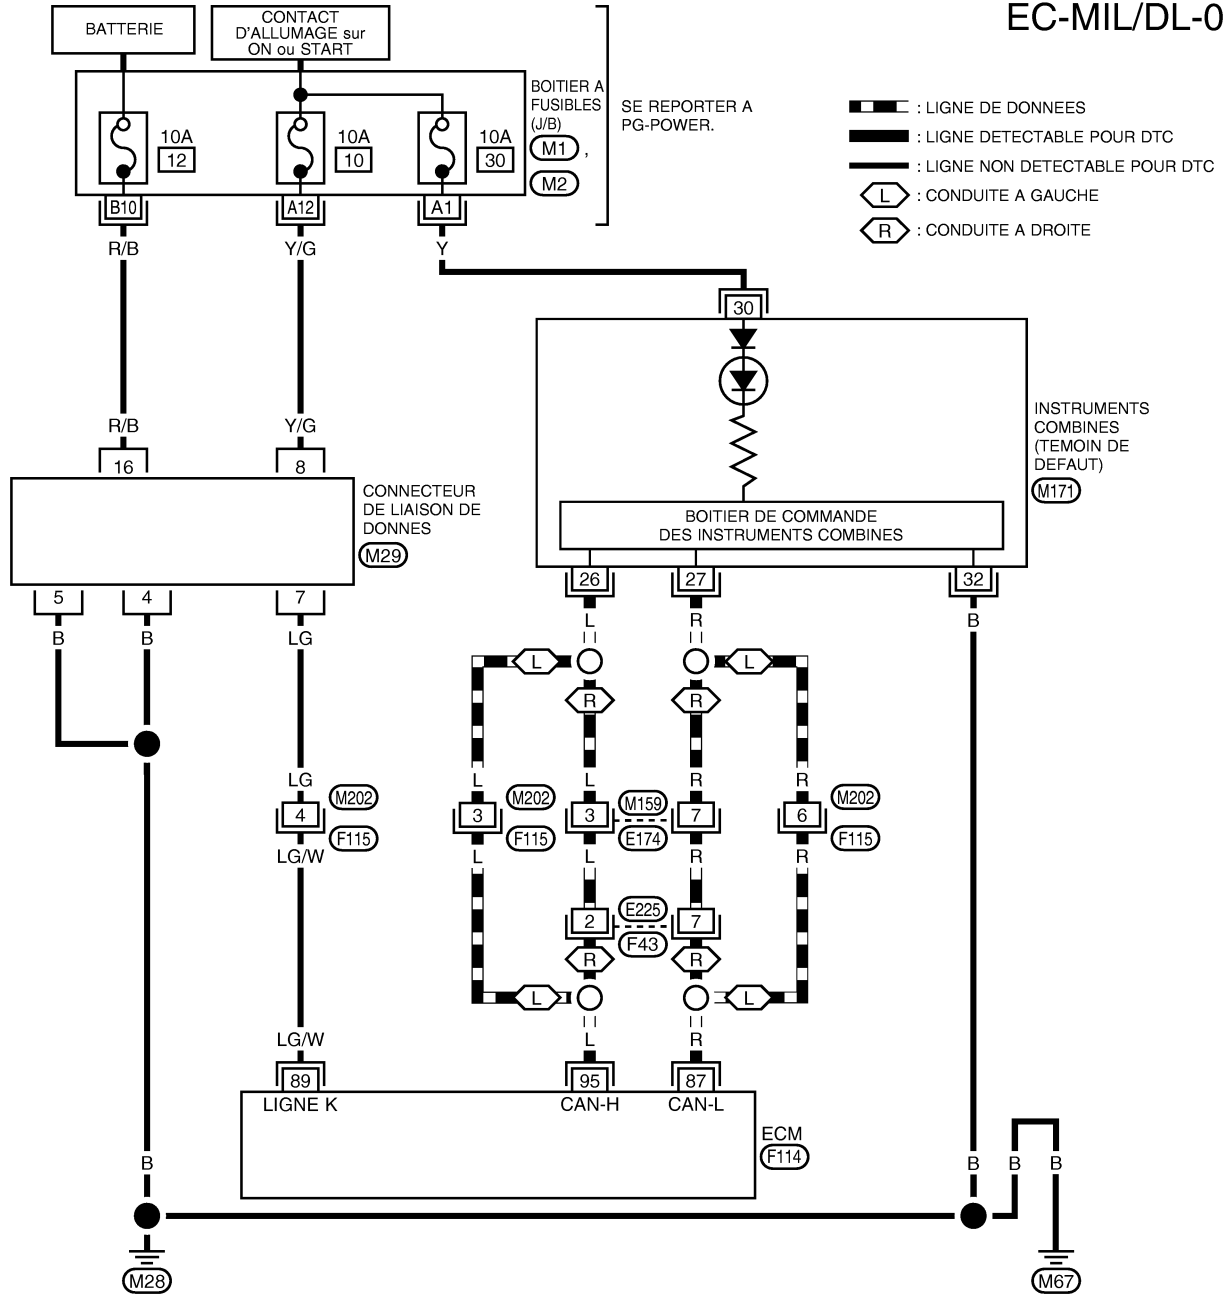 EC-MIL/DL-0
BATTERIE
CONTACT
D'ALLUMAGE sur
ON ou START
BOITIER A
FUSIBLES
(J/B)
M1 ,
M2
SE REPORTER A
PG-POWER.
: LIGNE DE DONNEES
: LIGNE DETECTABLE POUR DTC
: LIGNE NON DETECTABLE POUR DTC
L : CONDUITE A GAUCHE
R : CONDUITE A DROITE
10A
12
10A
10
10A
30
B10
A12
A1
R/B
Y/G
Y
30
R/B
Y/G
16
8
CONNECTEUR
DE LIAISON DE
DONNES
M29
INSTRUMENTS
COMBINES
(TEMOIN DE
DEFAUT)
M171
BOITIER DE COMMANDE
DES INSTRUMENTS COMBINES
26
27
32
5
4
7
B
B
LG
L
R
B
L
L
R
R
LG
L
L
R
R
M202
4
F115
M202
3
F115
3
M159
E174
7
6
M202
F115
LG/W
L
L
R
R
2
E225
F43
7
R
R
L
L
LG/W
L
R
89
95
87
LIGNE K
CAN-H
CAN-L
ECM
F114
B
B
B
B
M28
M67